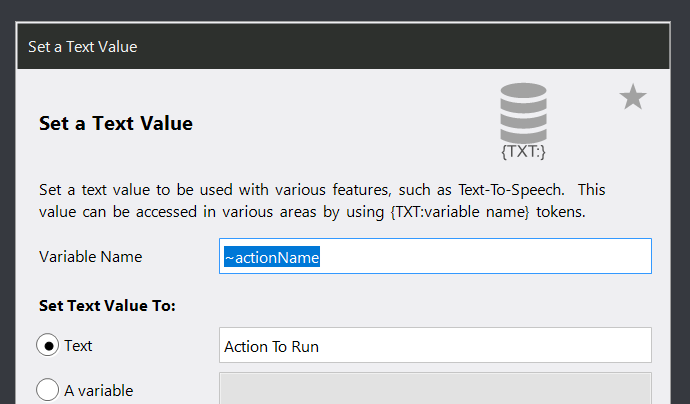 Set a Text Value
Set a Text Value
{TXT:}
Set a text value to be used with various features, such as Text-To-Speech.  This
value can be accessed in various areas by using {TXT:variable name} tokens.
Variable Name
~actionName
Set Text Value To:
Text
Action To Run
A variable